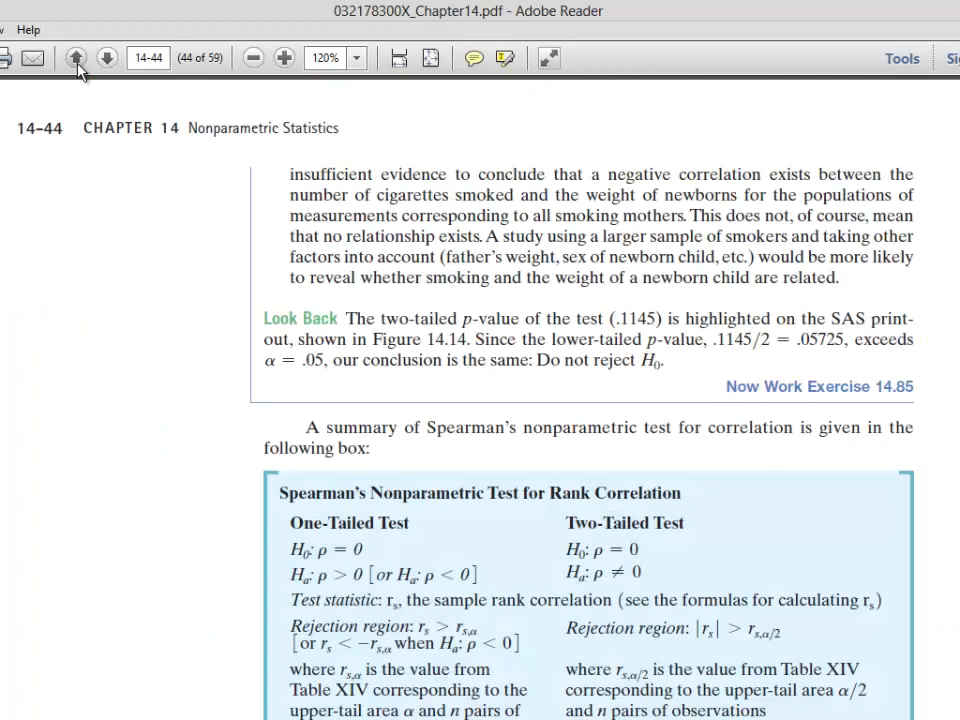 032178300X_Chapter14.pdf - Adobe Reader
Help
14-44 (44 of 59) 120% Tools
14–44 CHAPTER 14 Nonparametric Statistics
insufficient evidence to conclude that a negative correlation exists between the
number of cigarettes smoked and the weight of newborns for the populations of
measurements corresponding to all smoking mothers. This does not, of course, mean
that no relationship exists. A study using a larger sample of smokers and taking other
factors into account (father's weight, sex of newborn child, etc.) would be more likely
to reveal whether smoking and the weight of a newborn child are related.
Look Back The two-tailed p-value of the test (.1145) is highlighted on the SAS print-
out, shown in Figure 14.14. Since the lower-tailed p-value, .1145/2 = .05725, exceeds
α = .05, our conclusion is the same: Do not reject H₀.
Now Work Exercise 14.85
A summary of Spearman's nonparametric test for correlation is given in the
following box:
Spearman's Nonparametric Test for Rank Correlation
One-Tailed Test Two-Tailed Test
H₀: ρ = 0 H₀: ρ = 0
Hₐ: ρ > 0 [or Hₐ: ρ < 0] Hₐ: ρ ≠ 0
Test statistic: rₛ, the sample rank correlation (see the formulas for calculating rₛ)
Rejection region: rₛ > rₛ,α Rejection region: |rₛ| > rₛ,α/2
[or rₛ < −rₛ,α when Hₐ: ρ < 0]
where rₛ,α is the value from where rₛ,α/2 is the value from Table XIV
Table XIV corresponding to the corresponding to the upper-tail area α/2
upper-tail area α and n pairs of and n pairs of observations